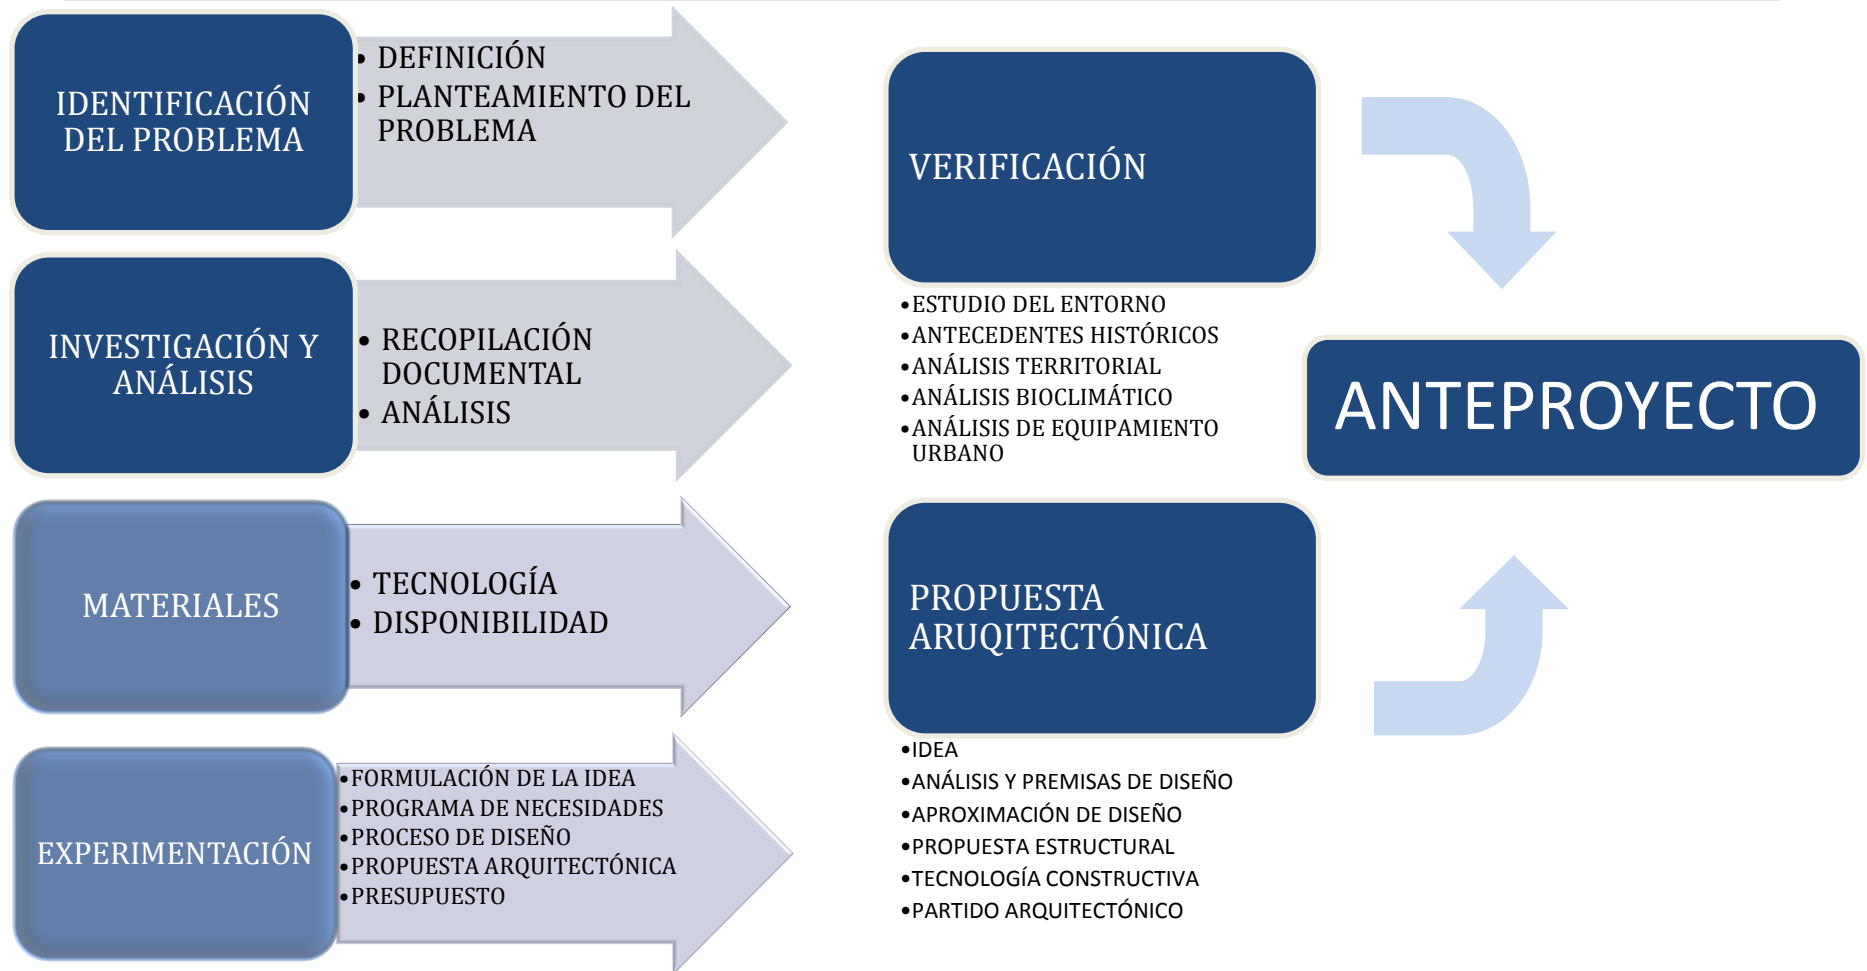 IDENTIFICACIÓN
DEL PROBLEMA
• DEFINICIÓN
• PLANTEAMIENTO DEL
PROBLEMA
INVESTIGACIÓN Y
ANÁLISIS
• RECOPILACIÓN
DOCUMENTAL
• ANÁLISIS
MATERIALES
• TECNOLOGÍA
• DISPONIBILIDAD
EXPERIMENTACIÓN
•FORMULACIÓN DE LA IDEA
•PROGRAMA DE NECESIDADES
•PROCESO DE DISEÑO
•PROPUESTA ARQUITECTÓNICA
•PRESUPUESTO
VERIFICACIÓN
•ESTUDIO DEL ENTORNO
•ANTECEDENTES HISTÓRICOS
•ANÁLISIS TERRITORIAL
•ANÁLISIS BIOCLIMÁTICO
•ANÁLISIS DE EQUIPAMIENTO
URBANO
PROPUESTA
ARUQITECTÓNICA
•IDEA
•ANÁLISIS Y PREMISAS DE DISEÑO
•APROXIMACIÓN DE DISEÑO
•PROPUESTA ESTRUCTURAL
•TECNOLOGÍA CONSTRUCTIVA
•PARTIDO ARQUITECTÓNICO
ANTEPROYECTO